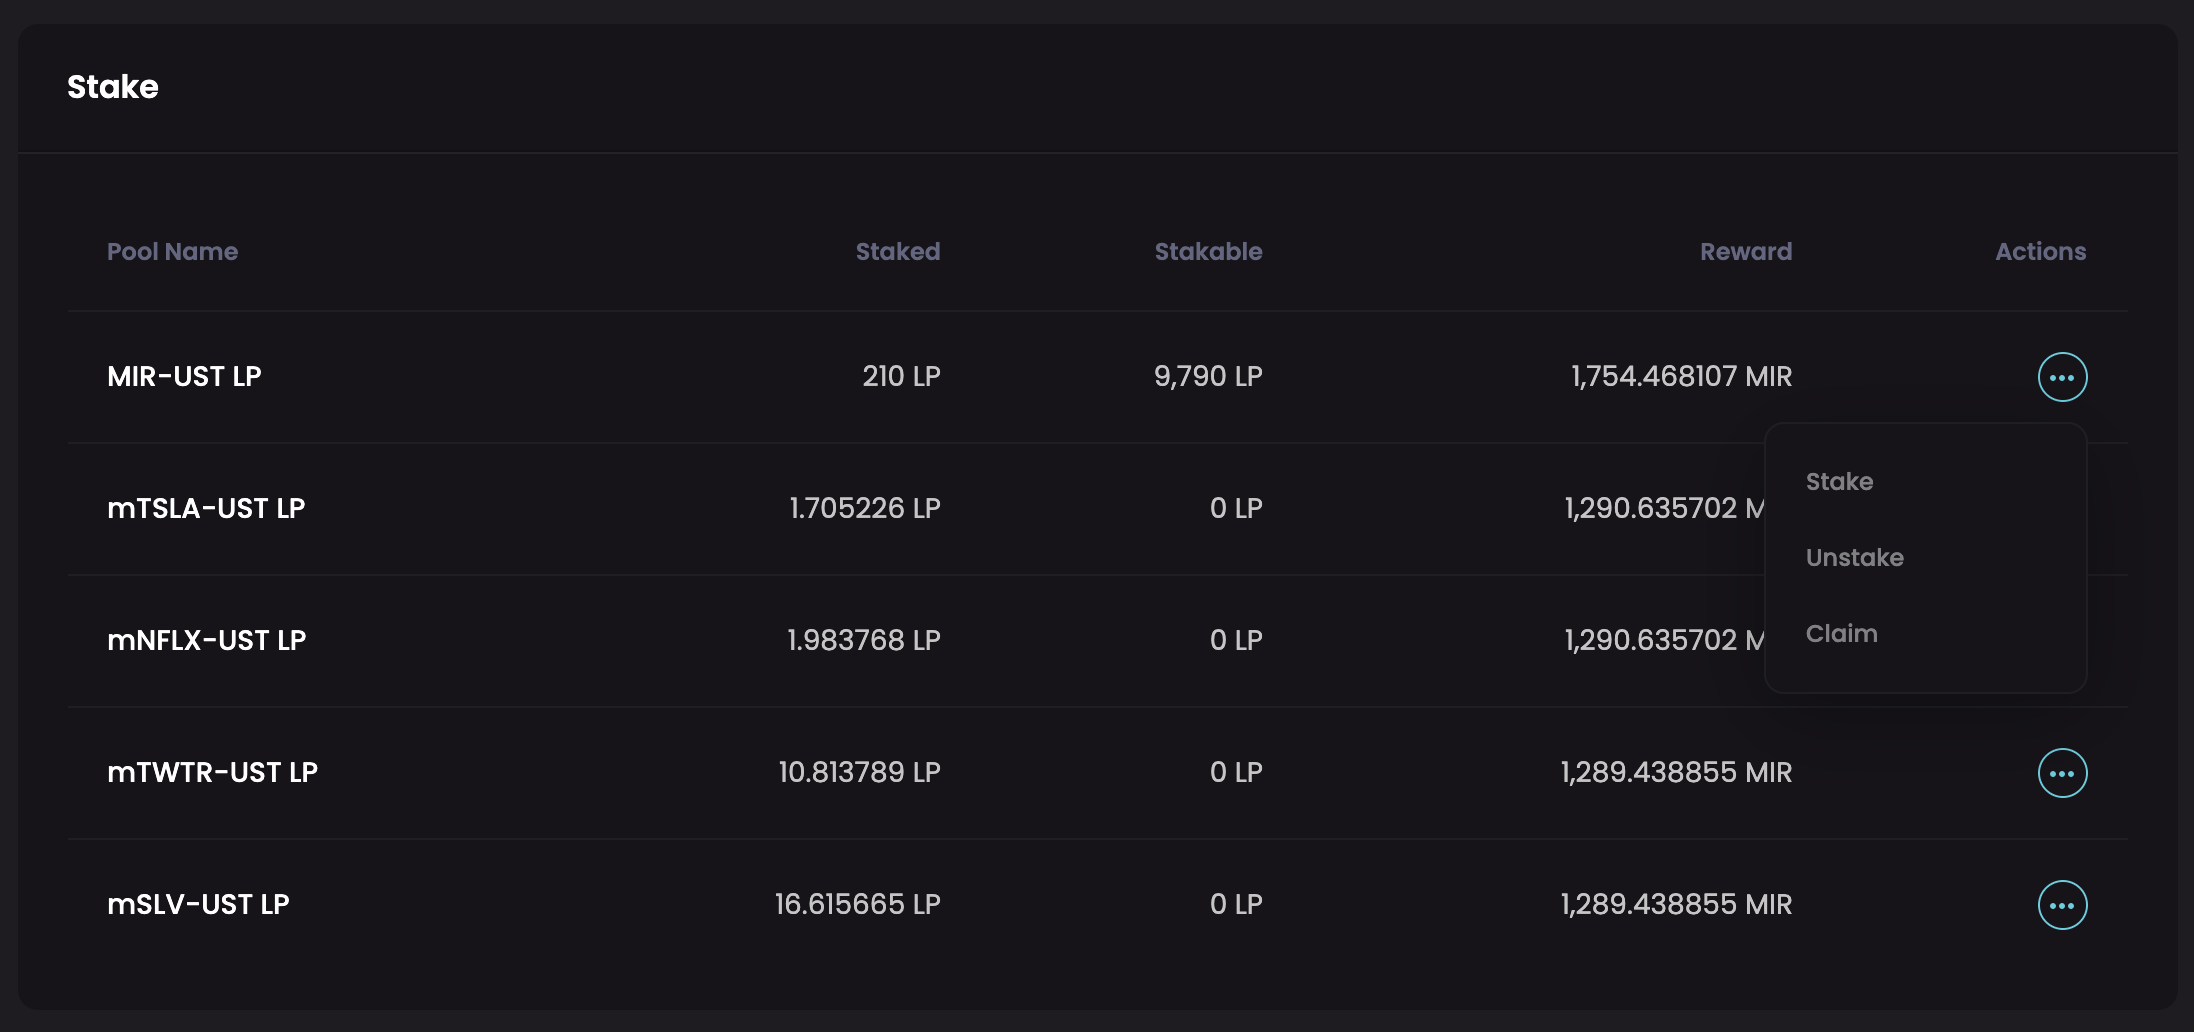 Stake
Pool Name Staked Stakable Reward Actions
MIR-UST LP 210 LP 9,790 LP 1,754.468107 MIR
mTSLA-UST LP 1.705226 LP 0 LP 1,290.635702 M
Stake
Unstake
mNFLX-UST LP 1.983768 LP 0 LP 1,290.635702 M
Claim
mTWTR-UST LP 10.813789 LP 0 LP 1,289.438855 MIR
mSLV-UST LP 16.615665 LP 0 LP 1,289.438855 MIR